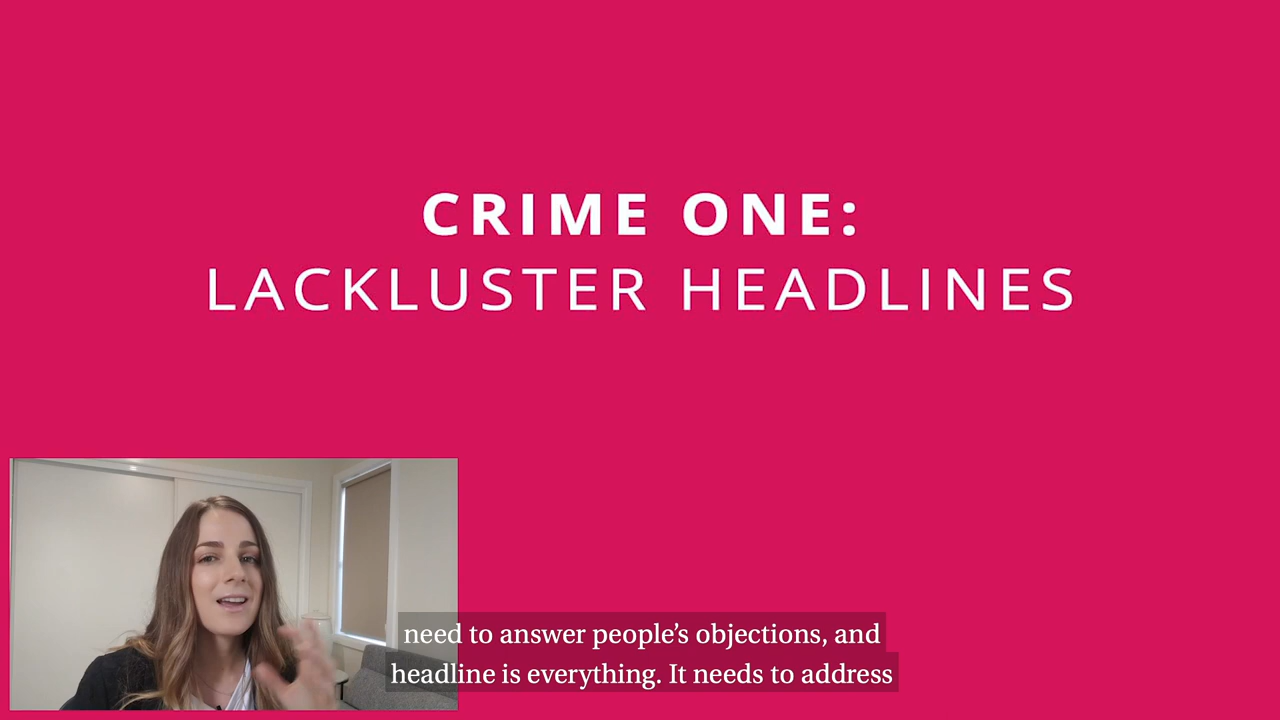 CRIME ONE:
LACKLUSTER HEADLINES
need to answer people's objections, and
headline is everything. It needs to address